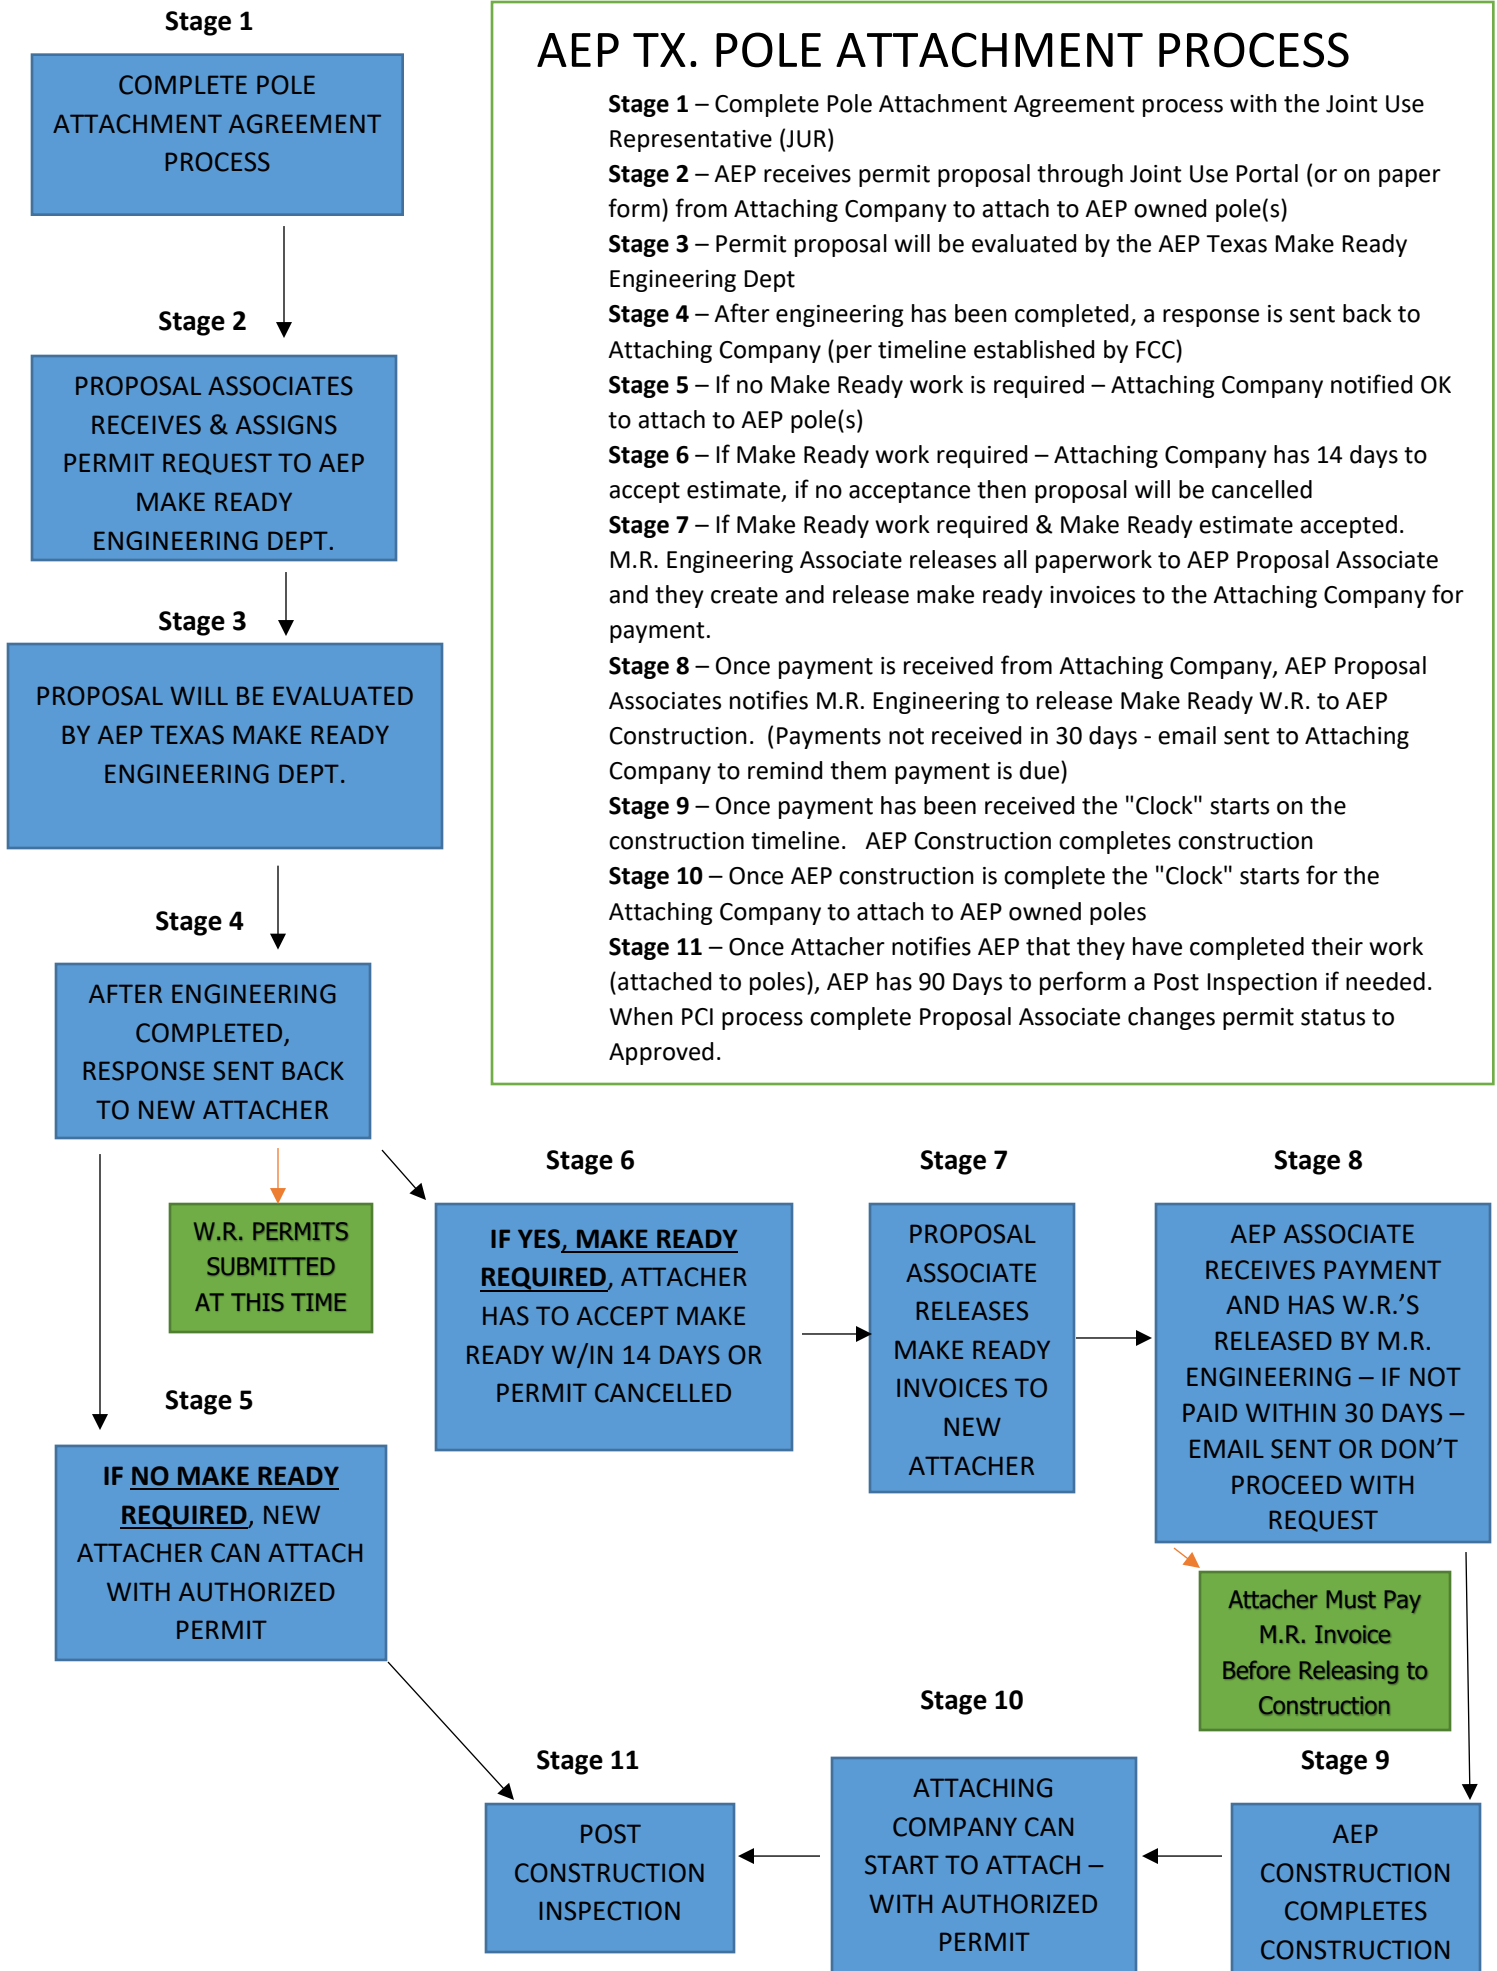 Stage 1
COMPLETE POLE
ATTACHMENT AGREEMENT
PROCESS
AEP TX. POLE ATTACHMENT PROCESS
Stage 1 – Complete Pole Attachment Agreement process with the Joint Use
Representative (JUR)
Stage 2 – AEP receives permit proposal through Joint Use Portal (or on paper
form) from Attaching Company to attach to AEP owned pole(s)
Stage 3 – Permit proposal will be evaluated by the AEP Texas Make Ready
Engineering Dept
Stage 4 – After engineering has been completed, a response is sent back to
Attaching Company (per timeline established by FCC)
Stage 5 – If no Make Ready work is required – Attaching Company notified OK
to attach to AEP pole(s)
Stage 6 – If Make Ready work required – Attaching Company has 14 days to
accept estimate, if no acceptance then proposal will be cancelled
Stage 7 – If Make Ready work required & Make Ready estimate accepted.
M.R. Engineering Associate releases all paperwork to AEP Proposal Associate
and they create and release make ready invoices to the Attaching Company for
payment.
Stage 8 – Once payment is received from Attaching Company, AEP Proposal
Associates notifies M.R. Engineering to release Make Ready W.R. to AEP
Construction.  (Payments not received in 30 days - email sent to Attaching
Company to remind them payment is due)
Stage 9 – Once payment has been received the "Clock" starts on the
construction timeline.   AEP Construction completes construction
Stage 10 – Once AEP construction is complete the "Clock" starts for the
Attaching Company to attach to AEP owned poles
Stage 11 – Once Attacher notifies AEP that they have completed their work
(attached to poles), AEP has 90 Days to perform a Post Inspection if needed.
When PCI process complete Proposal Associate changes permit status to
Approved.
Stage 2
PROPOSAL ASSOCIATES
RECEIVES & ASSIGNS
PERMIT REQUEST TO AEP
MAKE READY
ENGINEERING DEPT.
Stage 3
PROPOSAL WILL BE EVALUATED
BY AEP TEXAS MAKE READY
ENGINEERING DEPT.
Stage 4
AFTER ENGINEERING
COMPLETED,
RESPONSE SENT BACK
TO NEW ATTACHER
W.R. PERMITS
SUBMITTED
AT THIS TIME
Stage 5
IF NO MAKE READY
REQUIRED, NEW
ATTACHER CAN ATTACH
WITH AUTHORIZED
PERMIT
Stage 6
IF YES, MAKE READY
REQUIRED, ATTACHER
HAS TO ACCEPT MAKE
READY W/IN 14 DAYS OR
PERMIT CANCELLED
Stage 7
PROPOSAL
ASSOCIATE
RELEASES
MAKE READY
INVOICES TO
NEW
ATTACHER
Stage 8
AEP ASSOCIATE
RECEIVES PAYMENT
AND HAS W.R.’S
RELEASED BY M.R.
ENGINEERING – IF NOT
PAID WITHIN 30 DAYS –
EMAIL SENT OR DON’T
PROCEED WITH
REQUEST
Attacher Must Pay
M.R. Invoice
Before Releasing to
Construction
Stage 9
AEP
CONSTRUCTION
COMPLETES
CONSTRUCTION
Stage 10
ATTACHING
COMPANY CAN
START TO ATTACH –
WITH AUTHORIZED
PERMIT
Stage 11
POST
CONSTRUCTION
INSPECTION